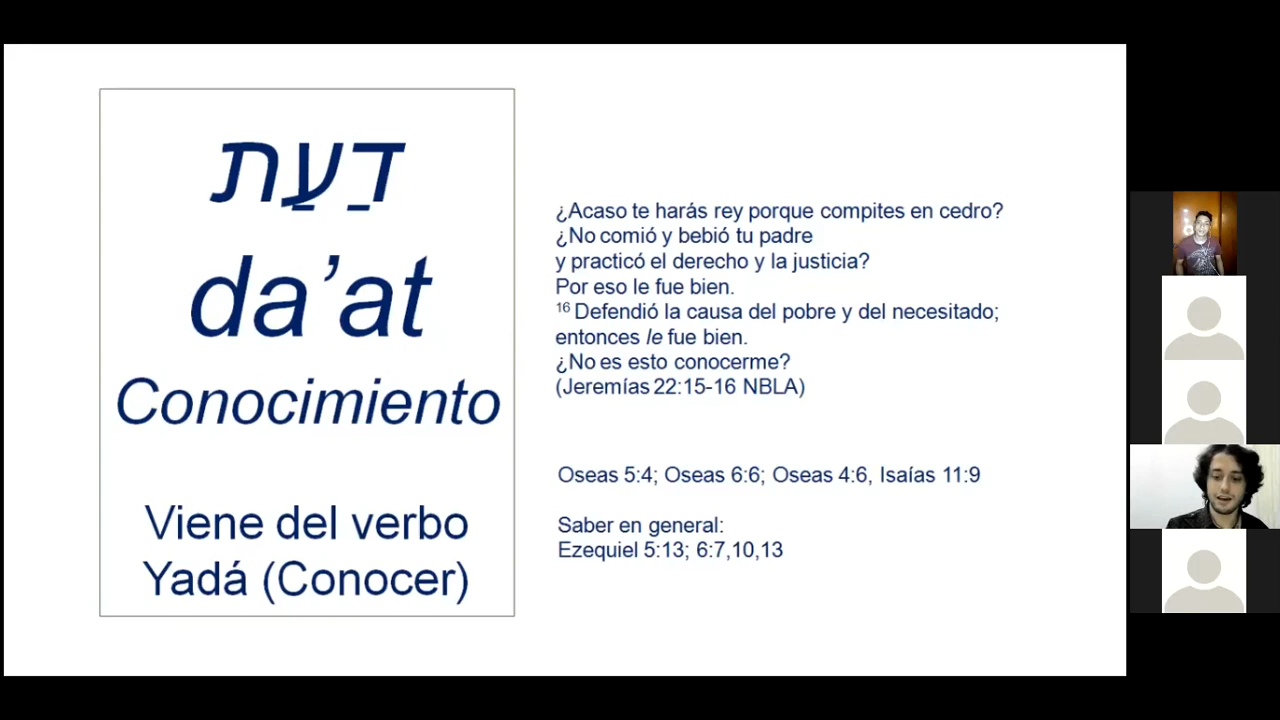 דַעַת
da’at
Conocimiento
Viene del verbo
Yadá (Conocer)
¿Acaso te harás rey porque compites en cedro?
¿No comió y bebió tu padre
y practicó el derecho y la justicia?
Por eso le fue bien.
16 Defendió la causa del pobre y del necesitado;
entonces le fue bien.
¿No es esto conocerme?
(Jeremías 22:15-16 NBLA)
Oseas 5:4; Oseas 6:6; Oseas 4:6, Isaías 11:9
Saber en general:
Ezequiel 5:13; 6:7,10,13